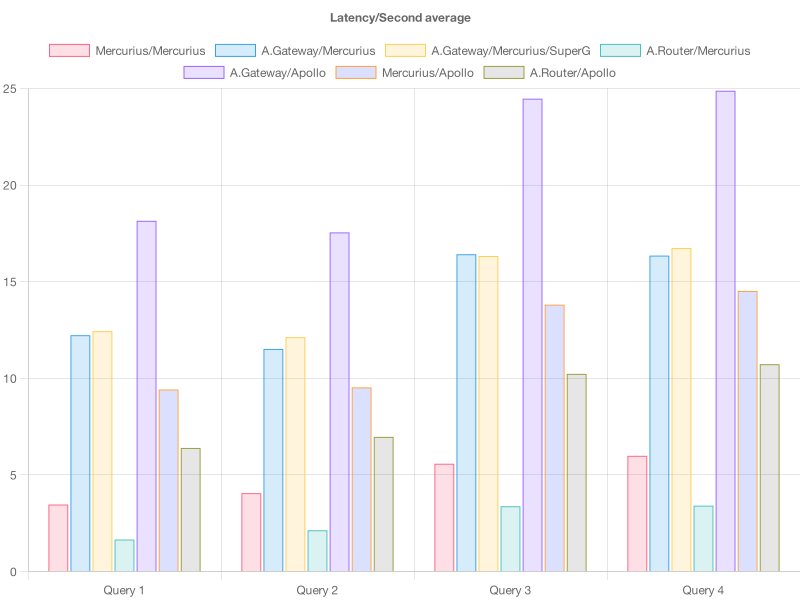 Latency/Second average
Mercurius/Mercurius A.Gateway/Mercurius A.Gateway/Mercurius/SuperG A.Router/Mercurius
A.Gateway/Apollo Mercurius/Apollo A.Router/Apollo
25
20
15
10
5
0
Query 1 Query 2 Query 3 Query 4